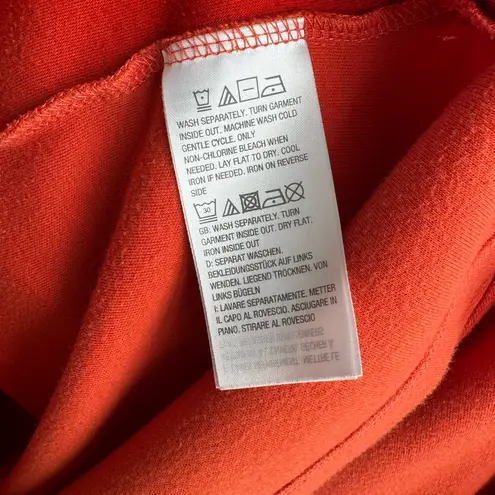 WASH SEPARATELY. TURN GARMENT
INSIDE OUT. MACHINE WASH COLD
GENTLE CYCLE. ONLY
NON-CHLORINE BLEACH WHEN
NEEDED. LAY FLAT TO DRY. COOL
IRON IF NEEDED. IRON ON REVERSE
SIDE
30
GB: WASH SEPARATELY. TURN
GARMENT INSIDE OUT. DRY FLAT.
IRON INSIDE OUT
D: SEPARAT WASCHEN.
BEKLEIDUNGSSTÜCK AUF LINKS
WENDEN. LIEGEND TROCKNEN. VON
LINKS BÜGELN
I: LAVARE SEPARATAMENTE. METTER
IL CAPO AL ROVESCIO. ASCIUGARE IN
PIANO. STIRARE AL ROVESCIO